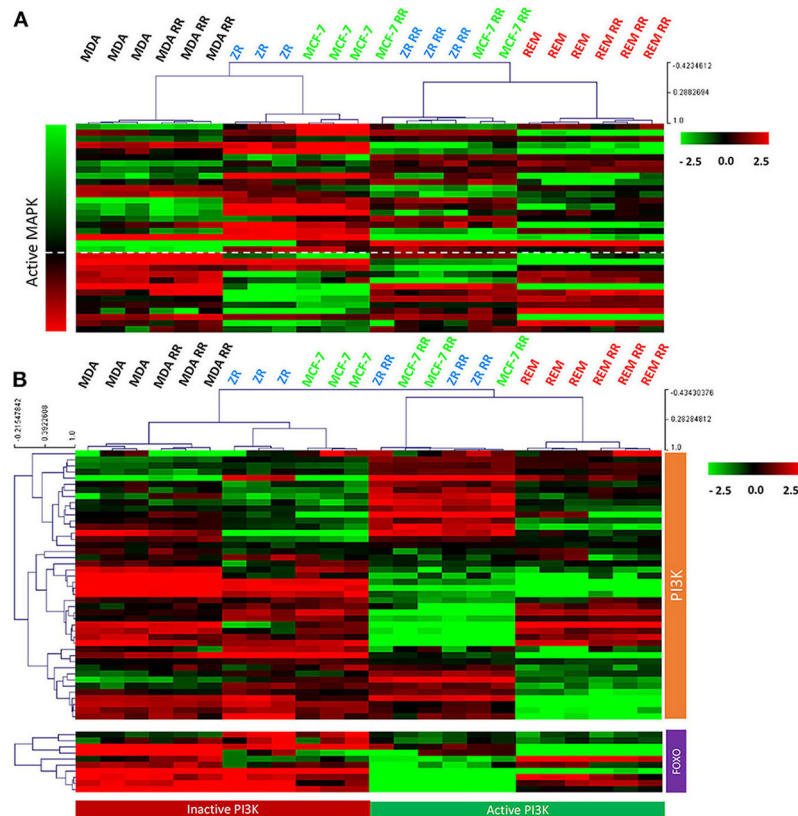 A
MDA MDA MDA MDA RR MDA RR MDA RR ZR ZR ZR MCF-7 MCF-7 MCF-7 MCF-7 RR ZR RR ZR RR ZR RR MCF-7 RR MCF-7 RR REM REM REM REM RR REM RR REM RR
-0.4234612
0.2882694
1.0
- 2.5 0.0 2.5
Active MAPK
B
MDA MDA MDA MDA RR MDA RR MDA RR ZR ZR ZR MCF-7 MCF-7 MCF-7 ZR RR MCF-7 RR MCF-7 RR ZR RR ZR RR MCF-7 RR REM REM REM REM RR REM RR REM RR
-0.21547842
0.3922608
1.0
-0.43430376
0.28284812
1.0
- 2.5 0.0 2.5
PI3K
FOXO
Inactive PI3K Active PI3K